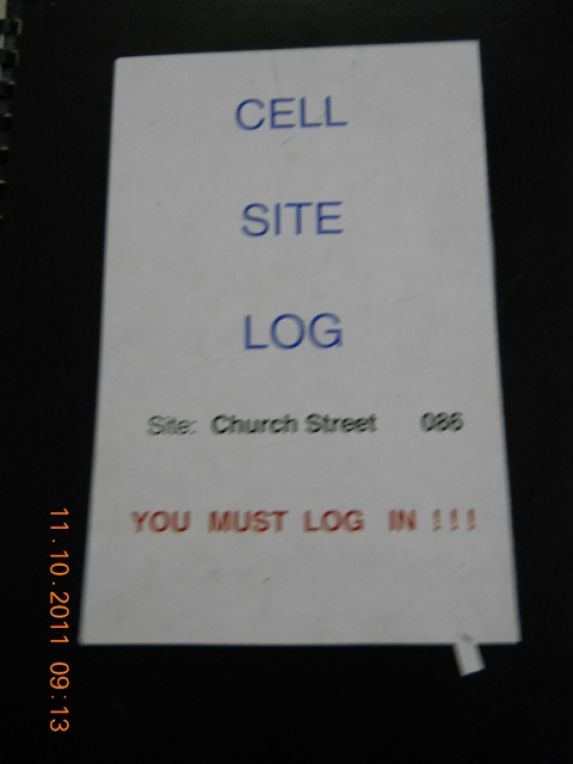 CELL
SITE
LOG
Site: Church Street 086
YOU MUST LOG IN !!!
11.10.2011 09:13